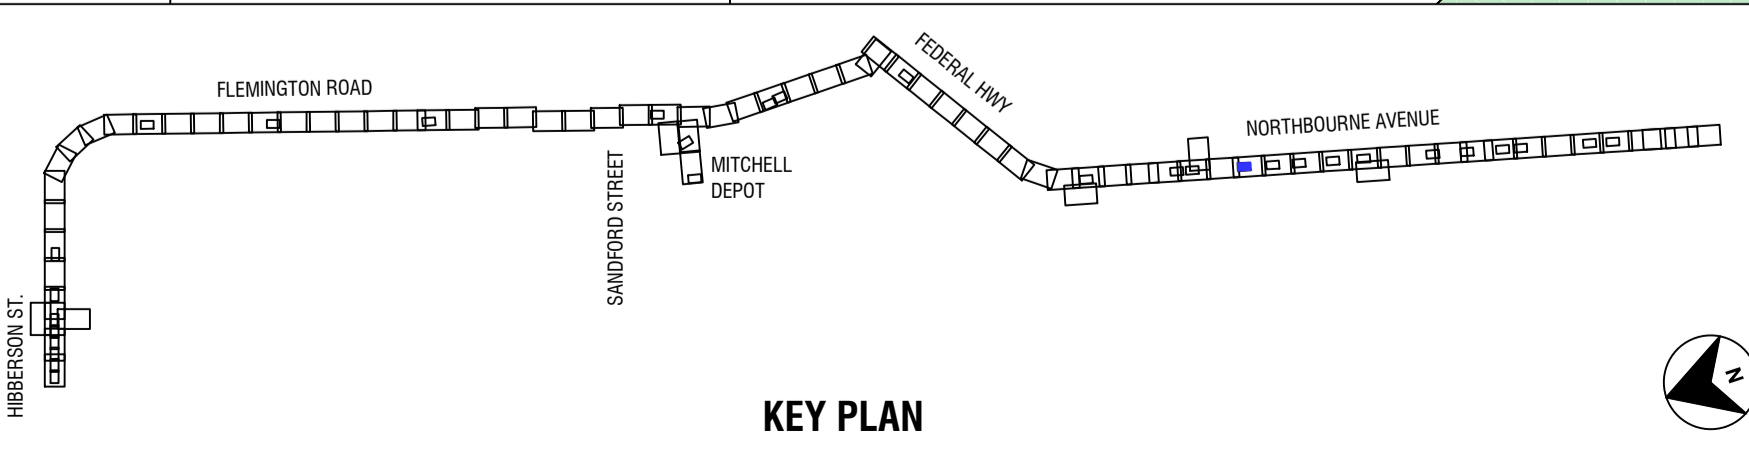 FLEMINGTON ROAD
FEDERAL HWY
NORTHBOURNE AVENUE
SANDFORD STREET
MITCHELL
DEPOT
HIBBERSON ST.
KEY PLAN
N